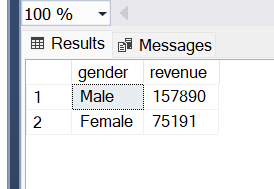 100 %
Results Messages
gender revenue
1 Male 157890
2 Female 75191